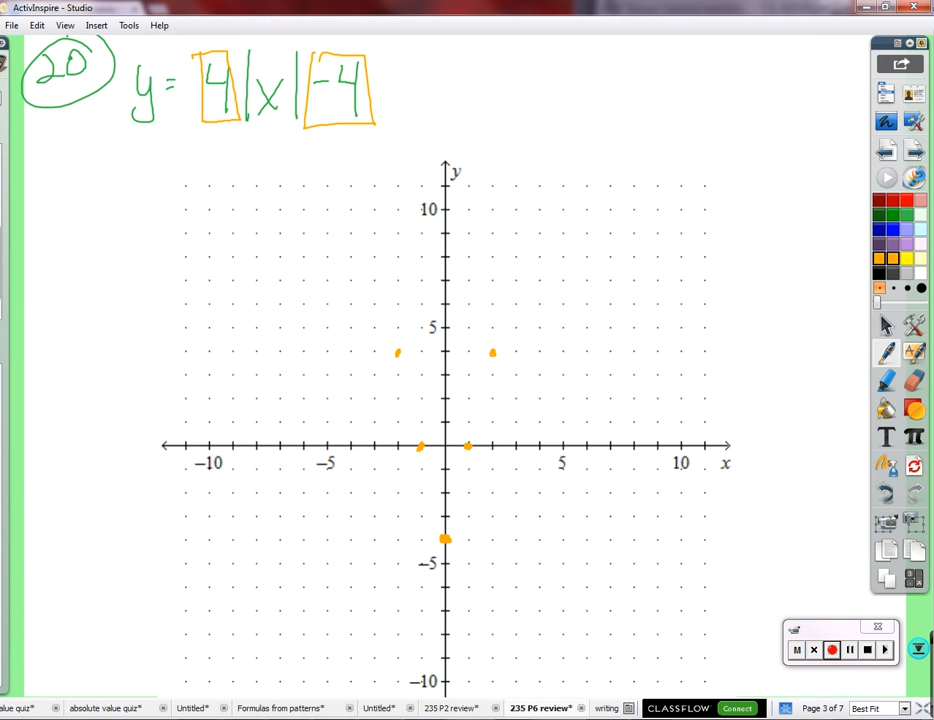 ActivInspire - Studio
File Edit View Insert Tools Help
20 y = 4|x| -4
y
10
5
-10 -5 5 10 x
-5
-10
M x
alue quiz* absolute value quiz* Untitled* Formulas from patterns* Untitled* 235 P2 review* 235 P6 review* writing CLASSFLOW Connect Page 3 of 7 Best Fit